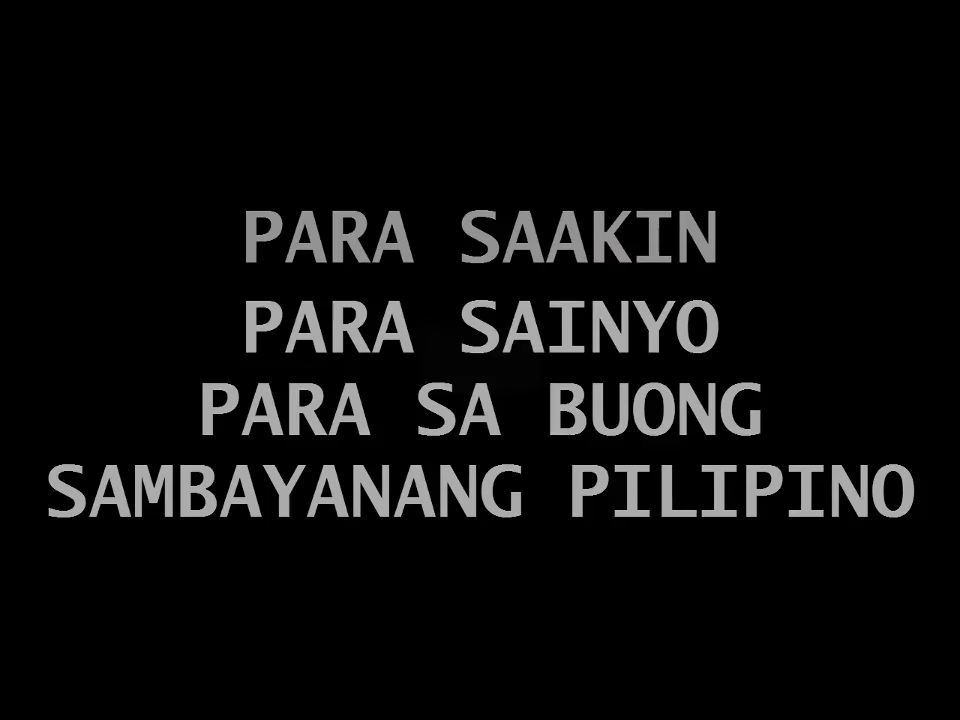 PARA SAAKIN
PARA SAINYO
PARA SA BUONG
SAMBAYANANG PILIPINO